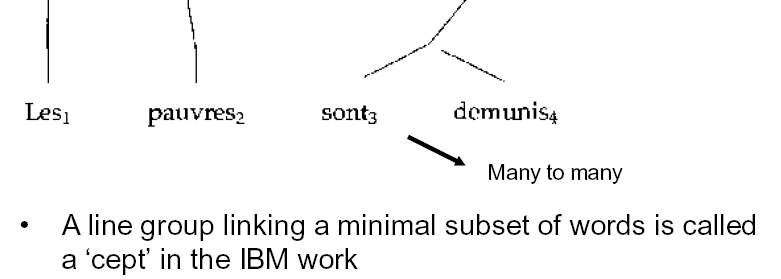 Les₁ pauvres₂ sont₃ demunis₄
Many to many
• A line group linking a minimal subset of words is called
a ‘cept’ in the IBM work